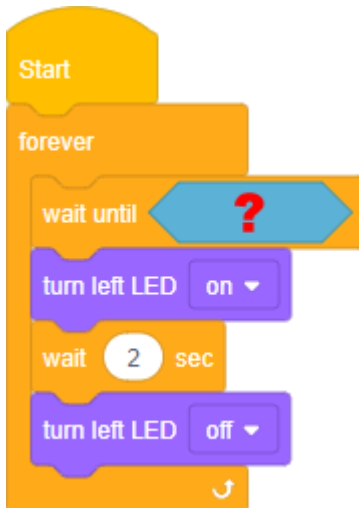 Start
forever
wait until ?
turn left LED on
wait 2 sec
turn left LED off